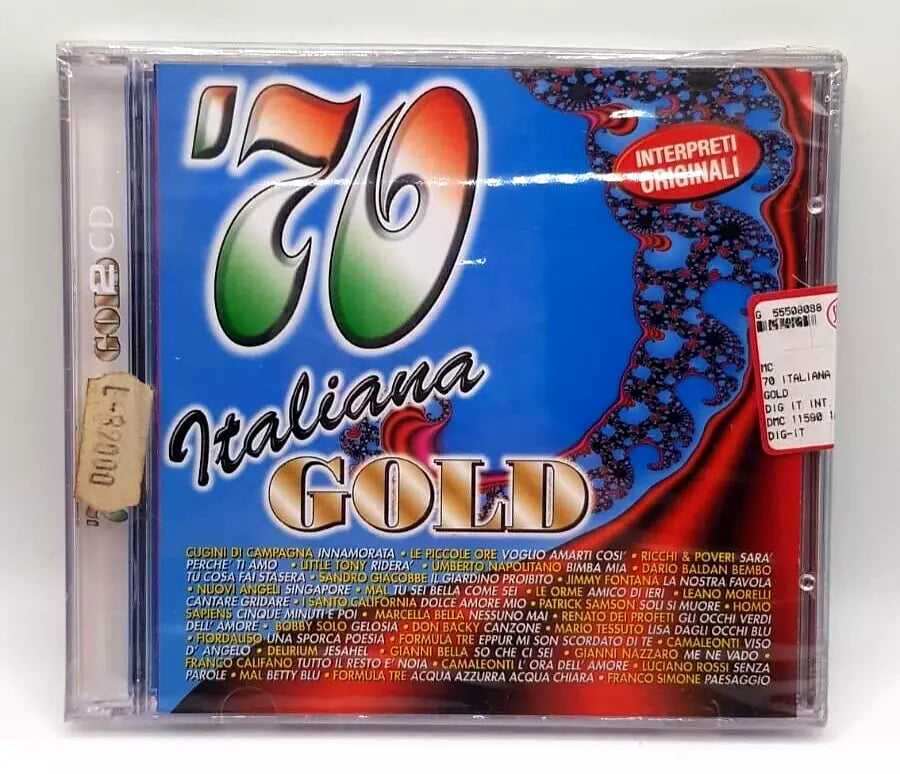 '70
Italiana
GOLD
INTERPRETI
ORIGINALI
2 CD
GOLD
L-32000
G 55508088
MC
70 ITALIANA
GOLD
DIG IT INT.
DMC 11590
DIG-IT
CUGINI DI CAMPAGNA INNAMORATA • LE PICCOLE ORE VOGLIO AMARTI COSI' • RICCHI & POVERI SARA'
PERCHE' TI AMO • LITTLE TONY RIDERA' • UMBERTO NAPOLITANO BIMBA MIA • DARIO BALDAN BEMBO
TU COSA FAI STASERA • SANDRO GIACOBBE IL GIARDINO PROIBITO • JIMMY FONTANA LA NOSTRA FAVOLA
• NUOVI ANGELI SINGAPORE • MAL TU SEI BELLA COME SEI • LE ORME AMICO DI IERI • LEANO MORELLI
CANTARE GRIDARE • I SANTO CALIFORNIA DOLCE AMORE MIO • PATRICK SAMSON SOLI SI MUORE • HOMO
SAPIENS CINQUE MINUTI E POI • MARCELLA BELLA NESSUNO MAI • RENATO DEI PROFETI GLI OCCHI VERDI
DELL' AMORE • BOBBY SOLO GELOSIA • DON BACKY CANZONE • MARIO TESSUTO LISA DAGLI OCCHI BLU
• FIORDALISO UNA SPORCA POESIA • FORMULA TRE EPPUR MI SON SCORDATO DI TE • CAMALEONTI VISO
D' ANGELO • DELIRIUM JESAHEL • GIANNI BELLA SO CHE CI SEI • GIANNI NAZZARO ME NE VADO •
FRANCO CALIFANO TUTTO IL RESTO E' NOIA • CAMALEONTI L' ORA DELL' AMORE • LUCIANO ROSSI SENZA
PAROLE • MAL BETTY BLU • FORMULA TRE ACQUA AZZURRA ACQUA CHIARA • FRANCO SIMONE PAESAGGIO